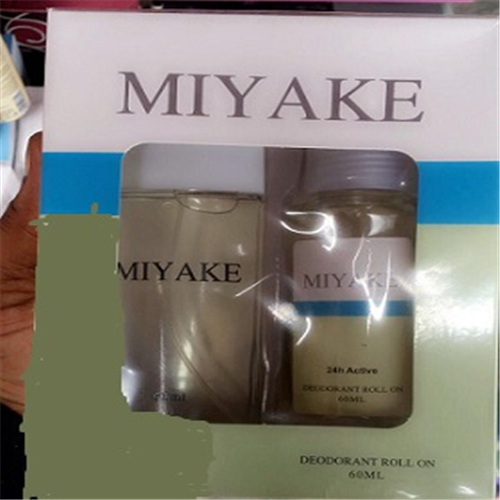 MIYAKE
MIYAKE
MIYAKE
24h Active
DEODORANT ROLL ON
60ML
DEODORANT ROLL ON
60ML